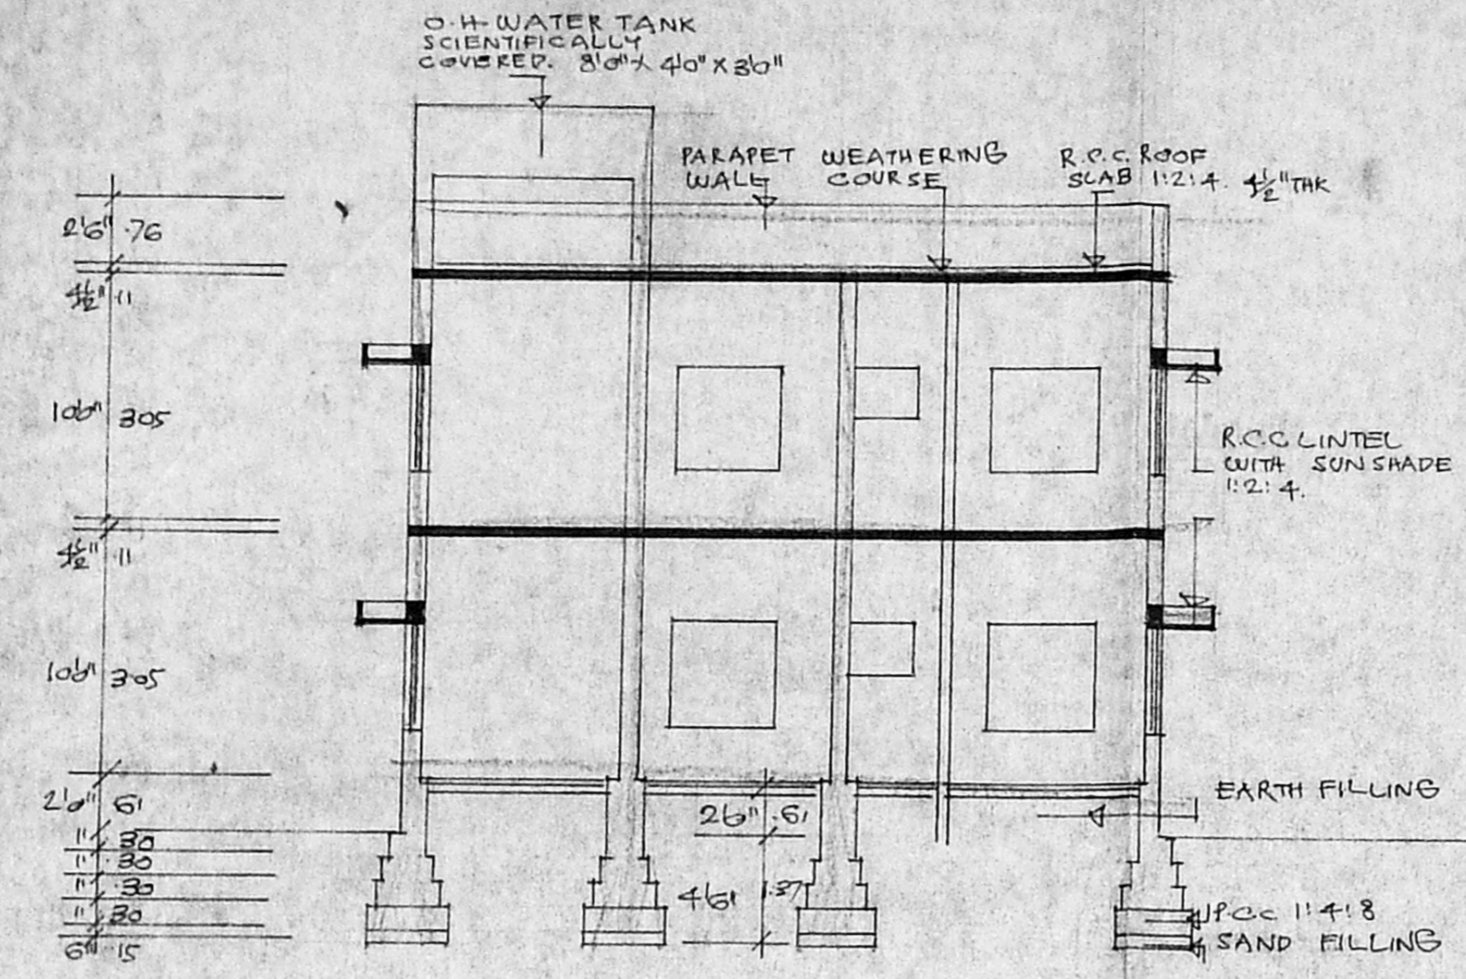 O.H. WATER TANK
SCIENTIFICALLY
COVERED. 8'0" X 4'0" X 3'0"
PARAPET
WALL
WEATHERING
COURSE
R.C.C. ROOF
SLAB 1:2:4. 4½" THK
2'6" .76
4½" .11
10'0" 3.05
R.C.C LINTEL
WITH SUNSHADE
1:2:4.
4½" .11
10'0" 3.05
EARTH FILLING
2'0" 61
2'0" .61
1' .30
1' .30
1' .30
1' 30
6" .15
4'6" 1.37
P.C.C 1:4:8
SAND FILLING